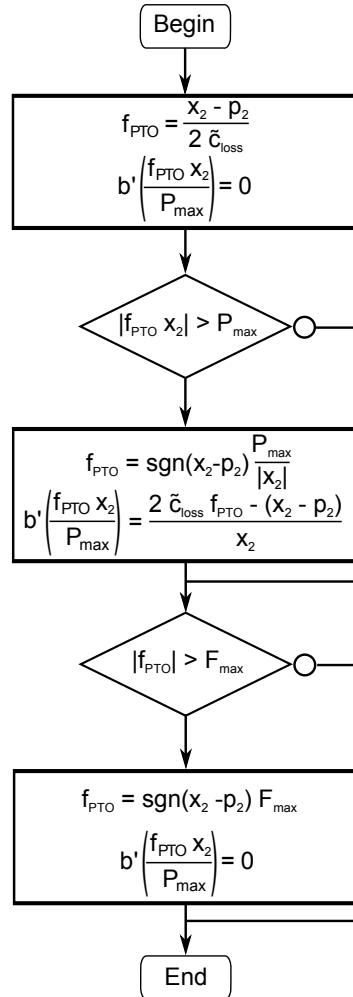 Begin
f_PTO = (x_2 - p_2) / (2 c̃_loss)
b'(f_PTO x_2 / P_max) = 0
|f_PTO x_2| > P_max
f_PTO = sgn(x_2-p_2) P_max / |x_2|
b'(f_PTO x_2 / P_max) = (2 c̃_loss f_PTO - (x_2 - p_2)) / x_2
|f_PTO| > F_max
f_PTO = sgn(x_2 -p_2) F_max
b'(f_PTO x_2 / P_max) = 0
End